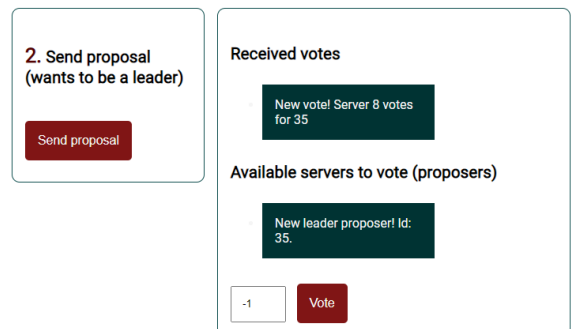 2. Send proposal
(wants to be a leader)
Send proposal
Received votes
New vote! Server 8 votes
for 35
Available servers to vote (proposers)
New leader proposer! Id:
35.
-1
Vote